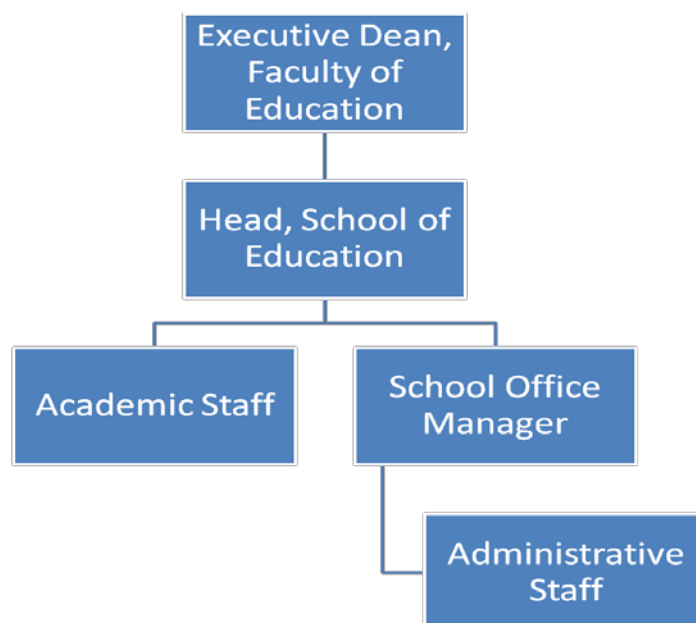 Executive Dean,
Faculty of
Education
Head, School of
Education
Academic Staff
School Office
Manager
Administrative
Staff